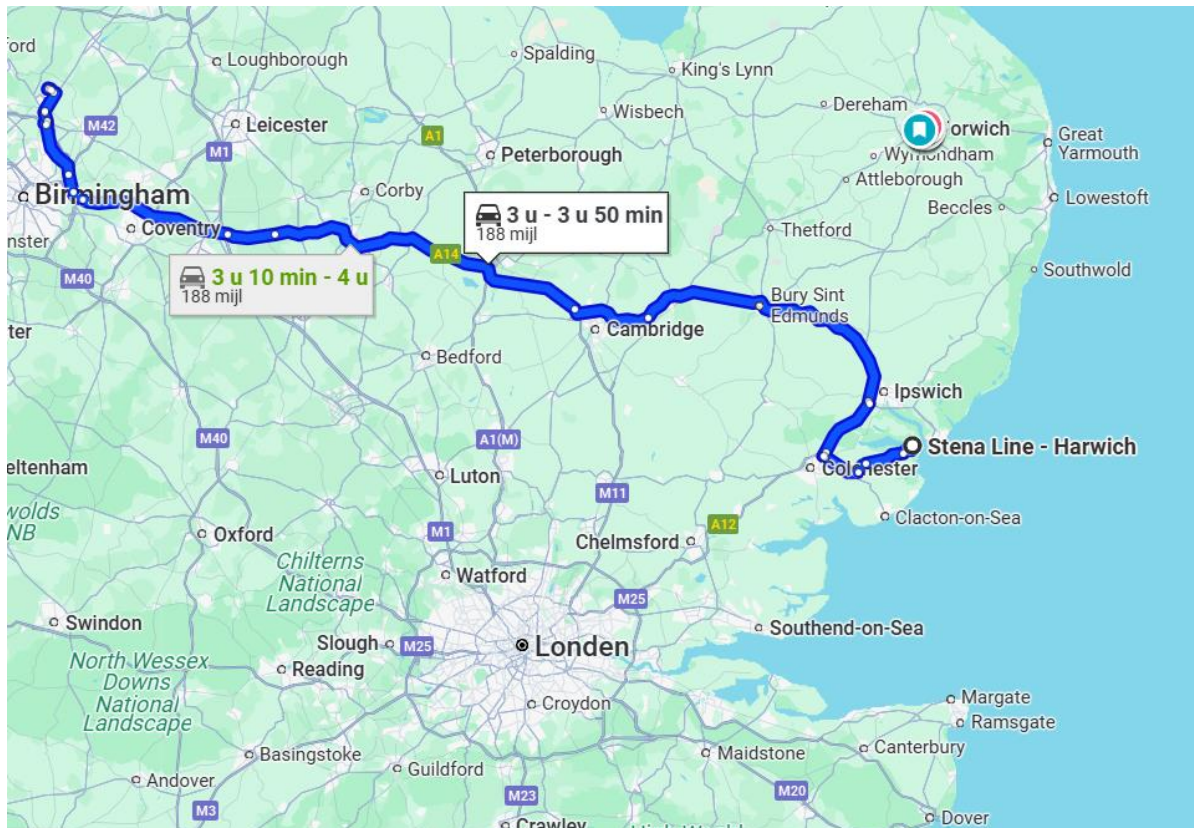 ford
Loughborough
Spalding
King's Lynn
M42
Leicester
A1
Wisbech
Dereham
orwich
Great
Yarmouth
M1
Peterborough
Wymondham
Birmingham
Corby
Attleborough
Lowestoft
Beccles
Coventry
3 u - 3 u 50 min
188 mijl
Thetford
nster
A14
M40
3 u 10 min - 4 u
188 mijl
Southwold
Bury Sint
Edmunds
ter
Cambridge
Bedford
Ipswich
M40
A1(M)
Stena Line - Harwich
eltenham
Luton
Colchester
M11
Clacton-on-Sea
wolds
NB
Oxford
M1
A12
Chelmsford
Chilterns
National
Landscape
Watford
M25
Swindon
Slough
M25
Londen
Southend-on-Sea
North Wessex
Downs
National
Landscape
Reading
Croydon
Margate
Ramsgate
Basingstoke
Guildford
Maidstone
Canterbury
Andover
M3
M23
M20
Crawley
Dover